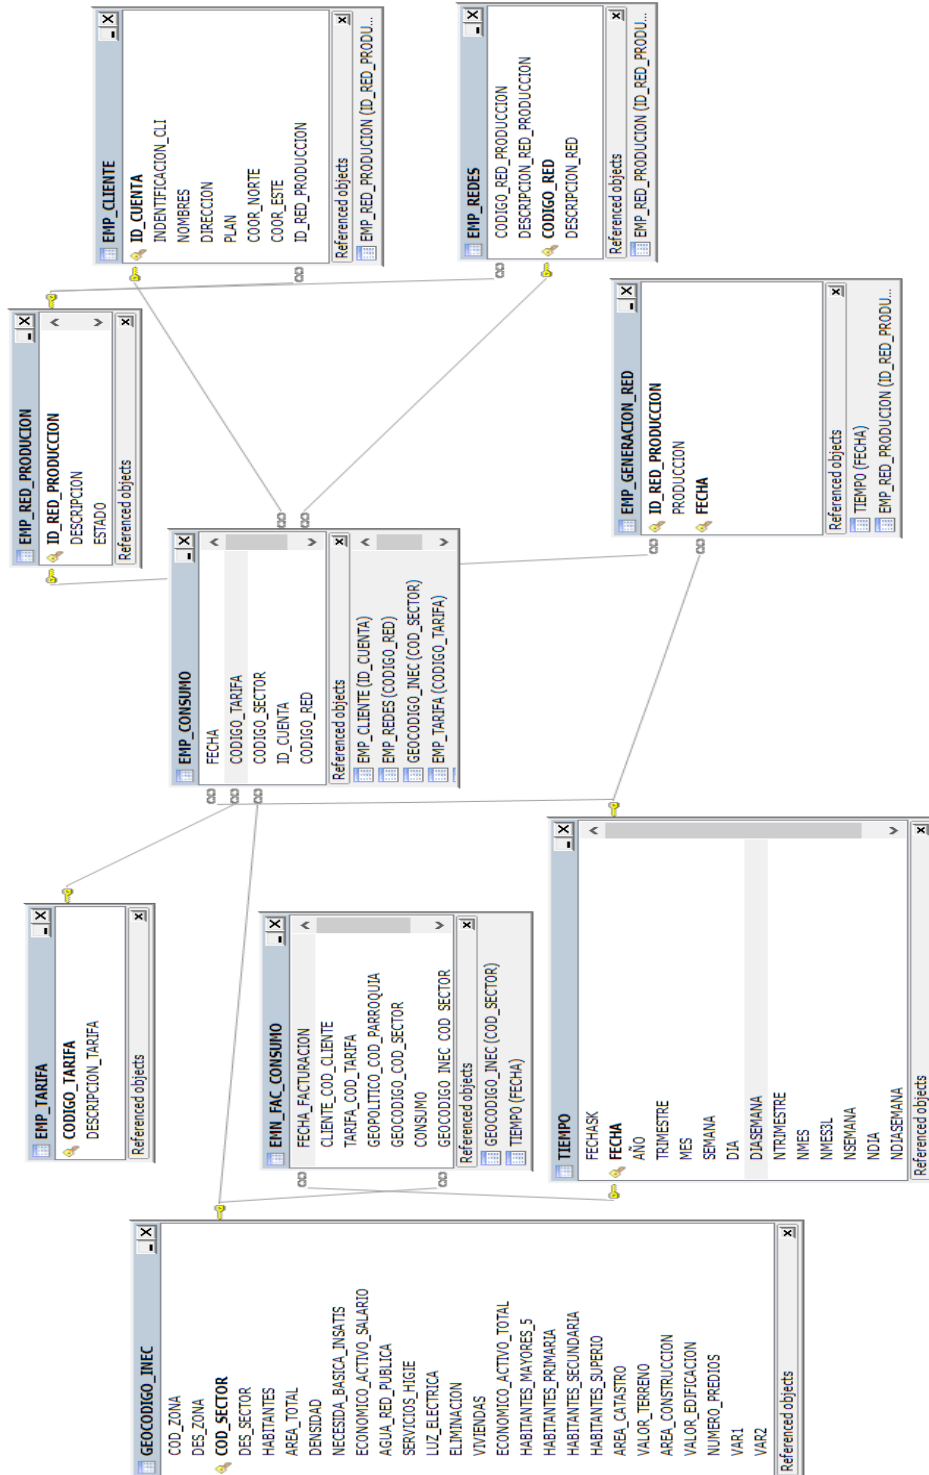 GEOCODIGO_INEC
COD_ZONA
DES_ZONA
COD_SECTOR
DES_SECTOR
HABITANTES
AREA_TOTAL
DENSIDAD
NECESIDA_BASICA_INSATIS
ECONOMICO_ACTIVO_SALARIO
AGUA_RED_PUBLICA
SERVICIOS_HIGIE
LUZ_ELECTRICA
ELIMINACION
VIVIENDAS
ECONOMICO_ACTIVO_TOTAL
HABITANTES_MAYORES_5
HABITANTES_PRIMARIA
HABITANTES_SECUNDARIA
HABITANTES_SUPERIO
AREA_CATASTRO
VALOR_TERRENO
AREA_CONSTRUCCION
VALOR_EDIFICACION
NUMERO_PREDIOS
VAR1
VAR2
Referenced objects
EMP_TARIFA
CODIGO_TARIFA
DESCRIPCION_TARIFA
Referenced objects
EMN_FAC_CONSUMO
FECHA_FACTURACION
CLIENTE_COD_CLIENTE
TARIFA_COD_TARIFA
GEOPOLITICO_COD_PARROQUIA
GEOCODIGO_COD_SECTOR
CONSUMO
GEOCODIGO_INEC_COD_SECTOR
Referenced objects
GEOCODIGO_INEC (COD_SECTOR)
TIEMPO (FECHA)
TIEMPO
FECHASK
FECHA
AÑO
TRIMESTRE
MES
SEMANA
DIA
DIASEMANA
NTRIMESTRE
NMES
NMES3L
NSEMANA
NDIA
NDIASEMANA
Referenced objects
EMP_CONSUMO
FECHA
CODIGO_TARIFA
CODIGO_SECTOR
ID_CUENTA
CODIGO_RED
Referenced objects
EMP_CLIENTE (ID_CUENTA)
EMP_REDES (CODIGO_RED)
GEOCODIGO_INEC (COD_SECTOR)
EMP_TARIFA (CODIGO_TARIFA)
EMP_RED_PRODUCION
ID_RED_PRODUCCION
DESCRIPCION
ESTADO
Referenced objects
EMP_GENERACION_RED
ID_RED_PRODUCCION
PRODUCCION
FECHA
Referenced objects
TIEMPO (FECHA)
EMP_RED_PRODUCION (ID_RED_PRODU...
EMP_CLIENTE
ID_CUENTA
INDENTIFICACION_CLI
NOMBRES
DIRECCION
PLAN
COOR_NORTE
COOR_ESTE
ID_RED_PRODUCCION
Referenced objects
EMP_RED_PRODUCION (ID_RED_PRODU...
EMP_REDES
CODIGO_RED_PRODUCCION
DESCRIPCION_RED_PRODUCCION
CODIGO_RED
DESCRIPCION_RED
Referenced objects
EMP_RED_PRODUCION (ID_RED_PRODU...